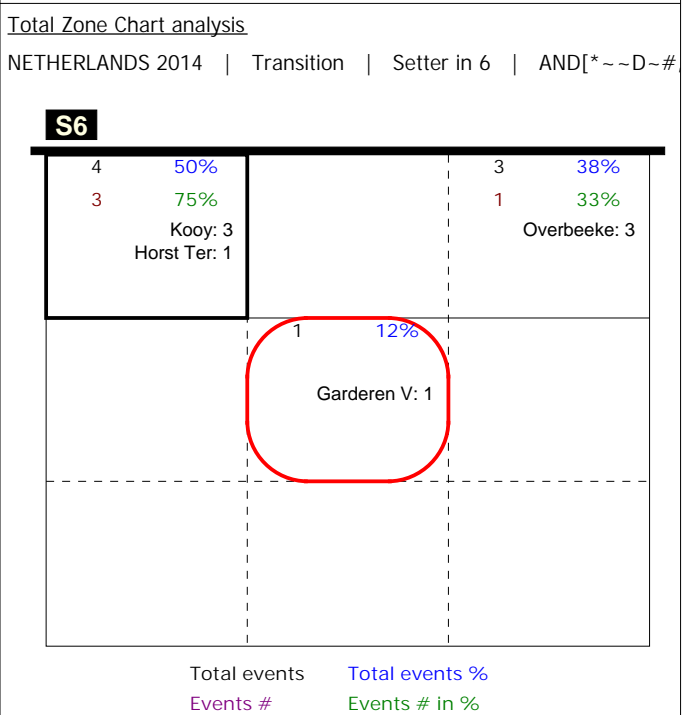 Total Zone Chart analysis
NETHERLANDS 2014 | Transition | Setter in 6 | AND[*~~D~#
S6
4 50% 3 38%
3 75% 1 33%
Kooy: 3 Overbeeke: 3
Horst Ter: 1
1 12%
Garderen V: 1
Total events Total events %
Events # Events # in %